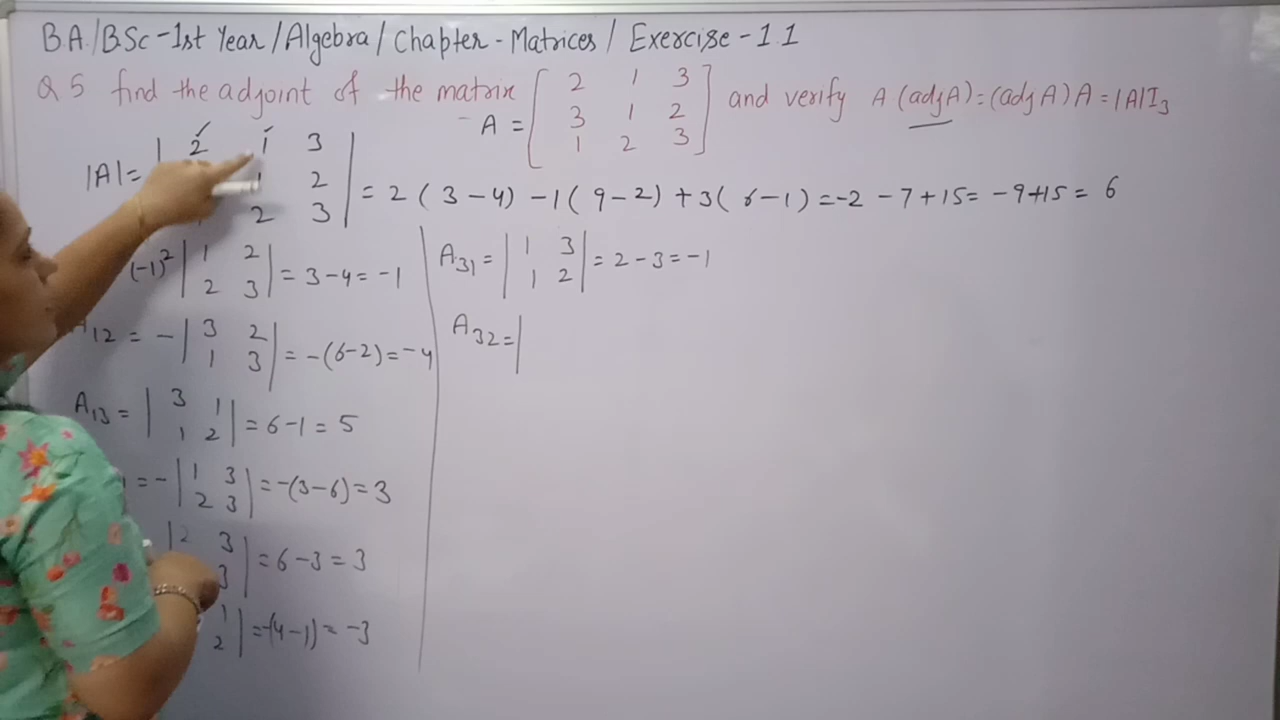 B.A./B.Sc-1st Year/Algebra/Chapter-Matrices/Exercise-1.1
Q 5 find the adjoint of the matrix A = [ 2 1 3 and verify A (adjA)=(adjA)A=|A|I₃
3 1 2
1 2 3 ]
|A|= | 2 1 3
1 2
2 3 | = 2 ( 3-4) -1( 9-2) +3( 6-1) =-2 -7+15= -9+15= 6
(-1)² | 1 2
2 3 | = 3-4= -1
12 = - | 3 2
1 3 | = -(6-2)=-4
A₁₃ = | 3 1
1 2 | = 6-1= 5
= - | 1 3
2 3 | =-(3-6)= 3
| 2 3
3 | = 6-3= 3
1
2 | =-(4-1)= -3
A₃₁ = | 1 3
1 2 | = 2-3= -1
A₃₂ = |